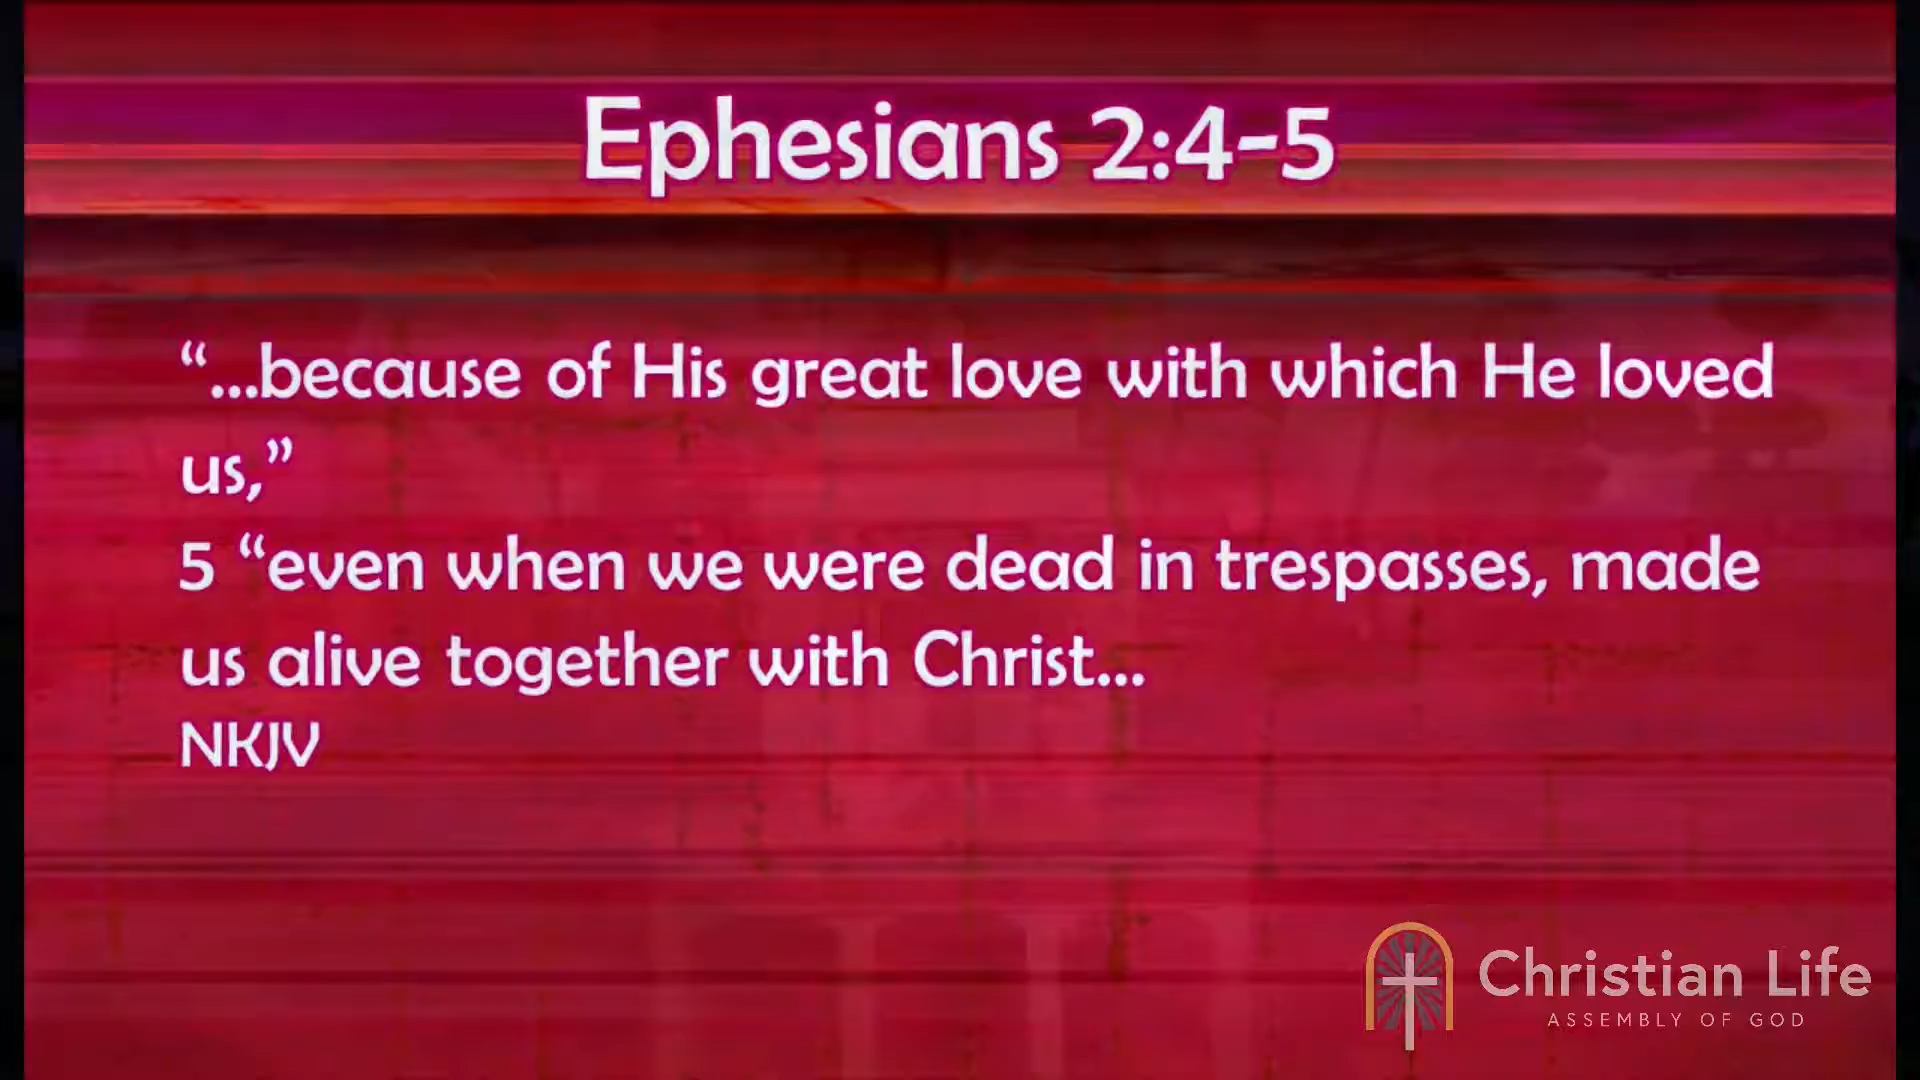 Ephesians 2:4-5
“...because of His great love with which He loved
us,”
5 “even when we were dead in trespasses, made
us alive together with Christ...
NKJV
Christian Life
ASSEMBLY OF GOD